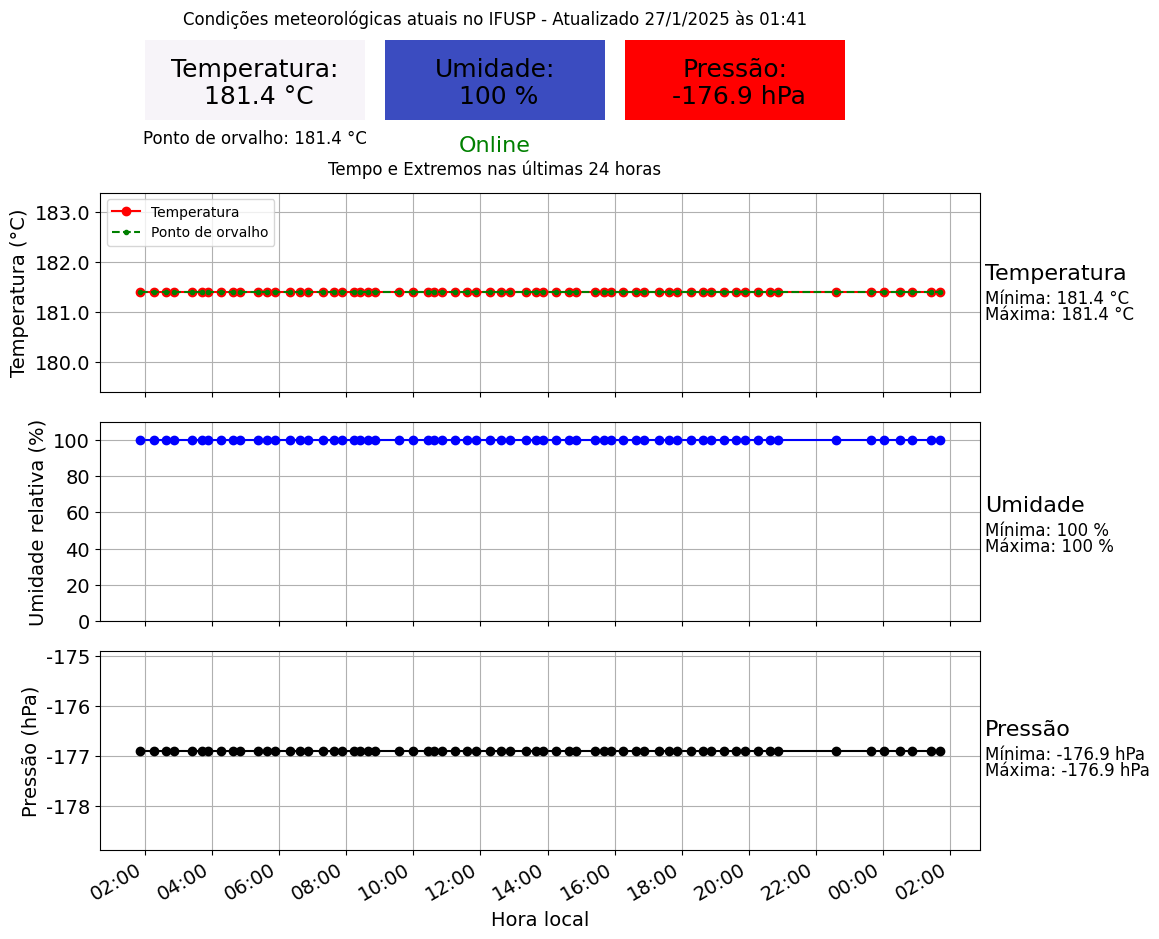 Condições meteorológicas atuais no IFUSP - Atualizado 27/1/2025 às 01:41
Temperatura:
181.4 °C
Umidade:
100 %
Pressão:
-176.9 hPa
Ponto de orvalho: 181.4 °C
Online
Tempo e Extremos nas últimas 24 horas
Temperatura (°C)
183.0
182.0
181.0
180.0
Temperatura
Ponto de orvalho
Temperatura
Mínima: 181.4 °C
Máxima: 181.4 °C
Umidade relativa (%)
100
80
60
40
20
0
Umidade
Mínima: 100 %
Máxima: 100 %
Pressão (hPa)
-175
-176
-177
-178
Pressão
Mínima: -176.9 hPa
Máxima: -176.9 hPa
02:00 04:00 06:00 08:00 10:00 12:00 14:00 16:00 18:00 20:00 22:00 00:00 02:00
Hora local